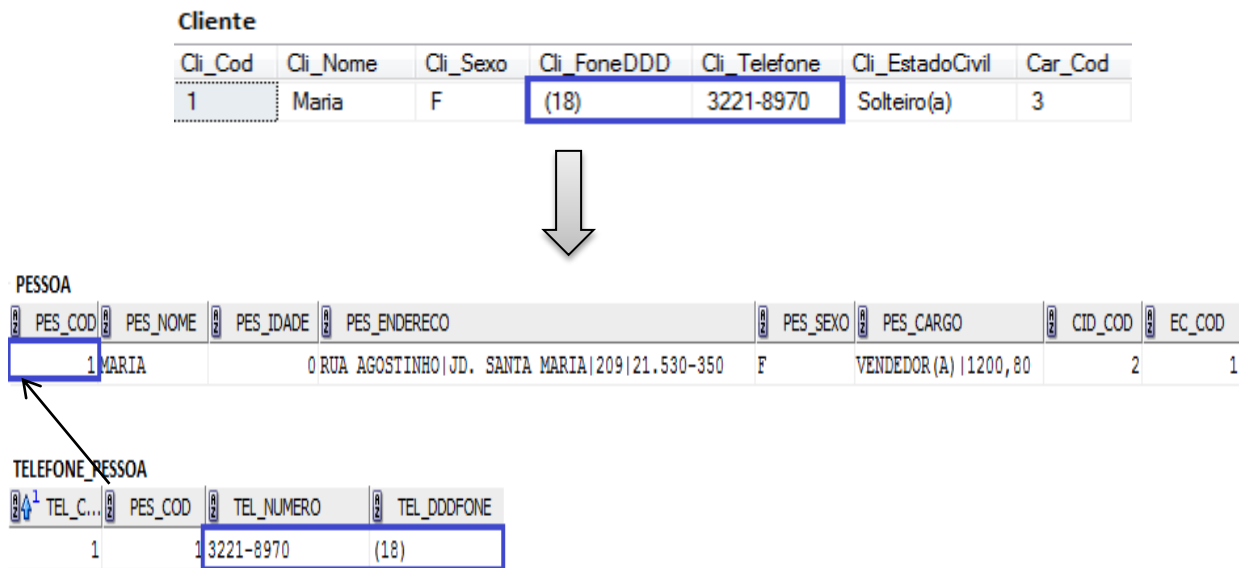 Cliente
Cli_Cod Cli_Nome Cli_Sexo Cli_FoneDDD Cli_Telefone Cli_EstadoCivil Car_Cod
1 Maria F (18) 3221-8970 Solteiro(a) 3
PESSOA
PES_COD PES_NOME PES_IDADE PES_ENDERECO PES_SEXO PES_CARGO CID_COD EC_COD
1 MARIA 0 RUA AGOSTINHO|JD. SANTA MARIA|209|21.530-350 F VENDEDOR(A)|1200,80 2 1
TELEFONE_PESSOA
1 TEL_C... PES_COD TEL_NUMERO TEL_DDDFONE
1 1 3221-8970 (18)